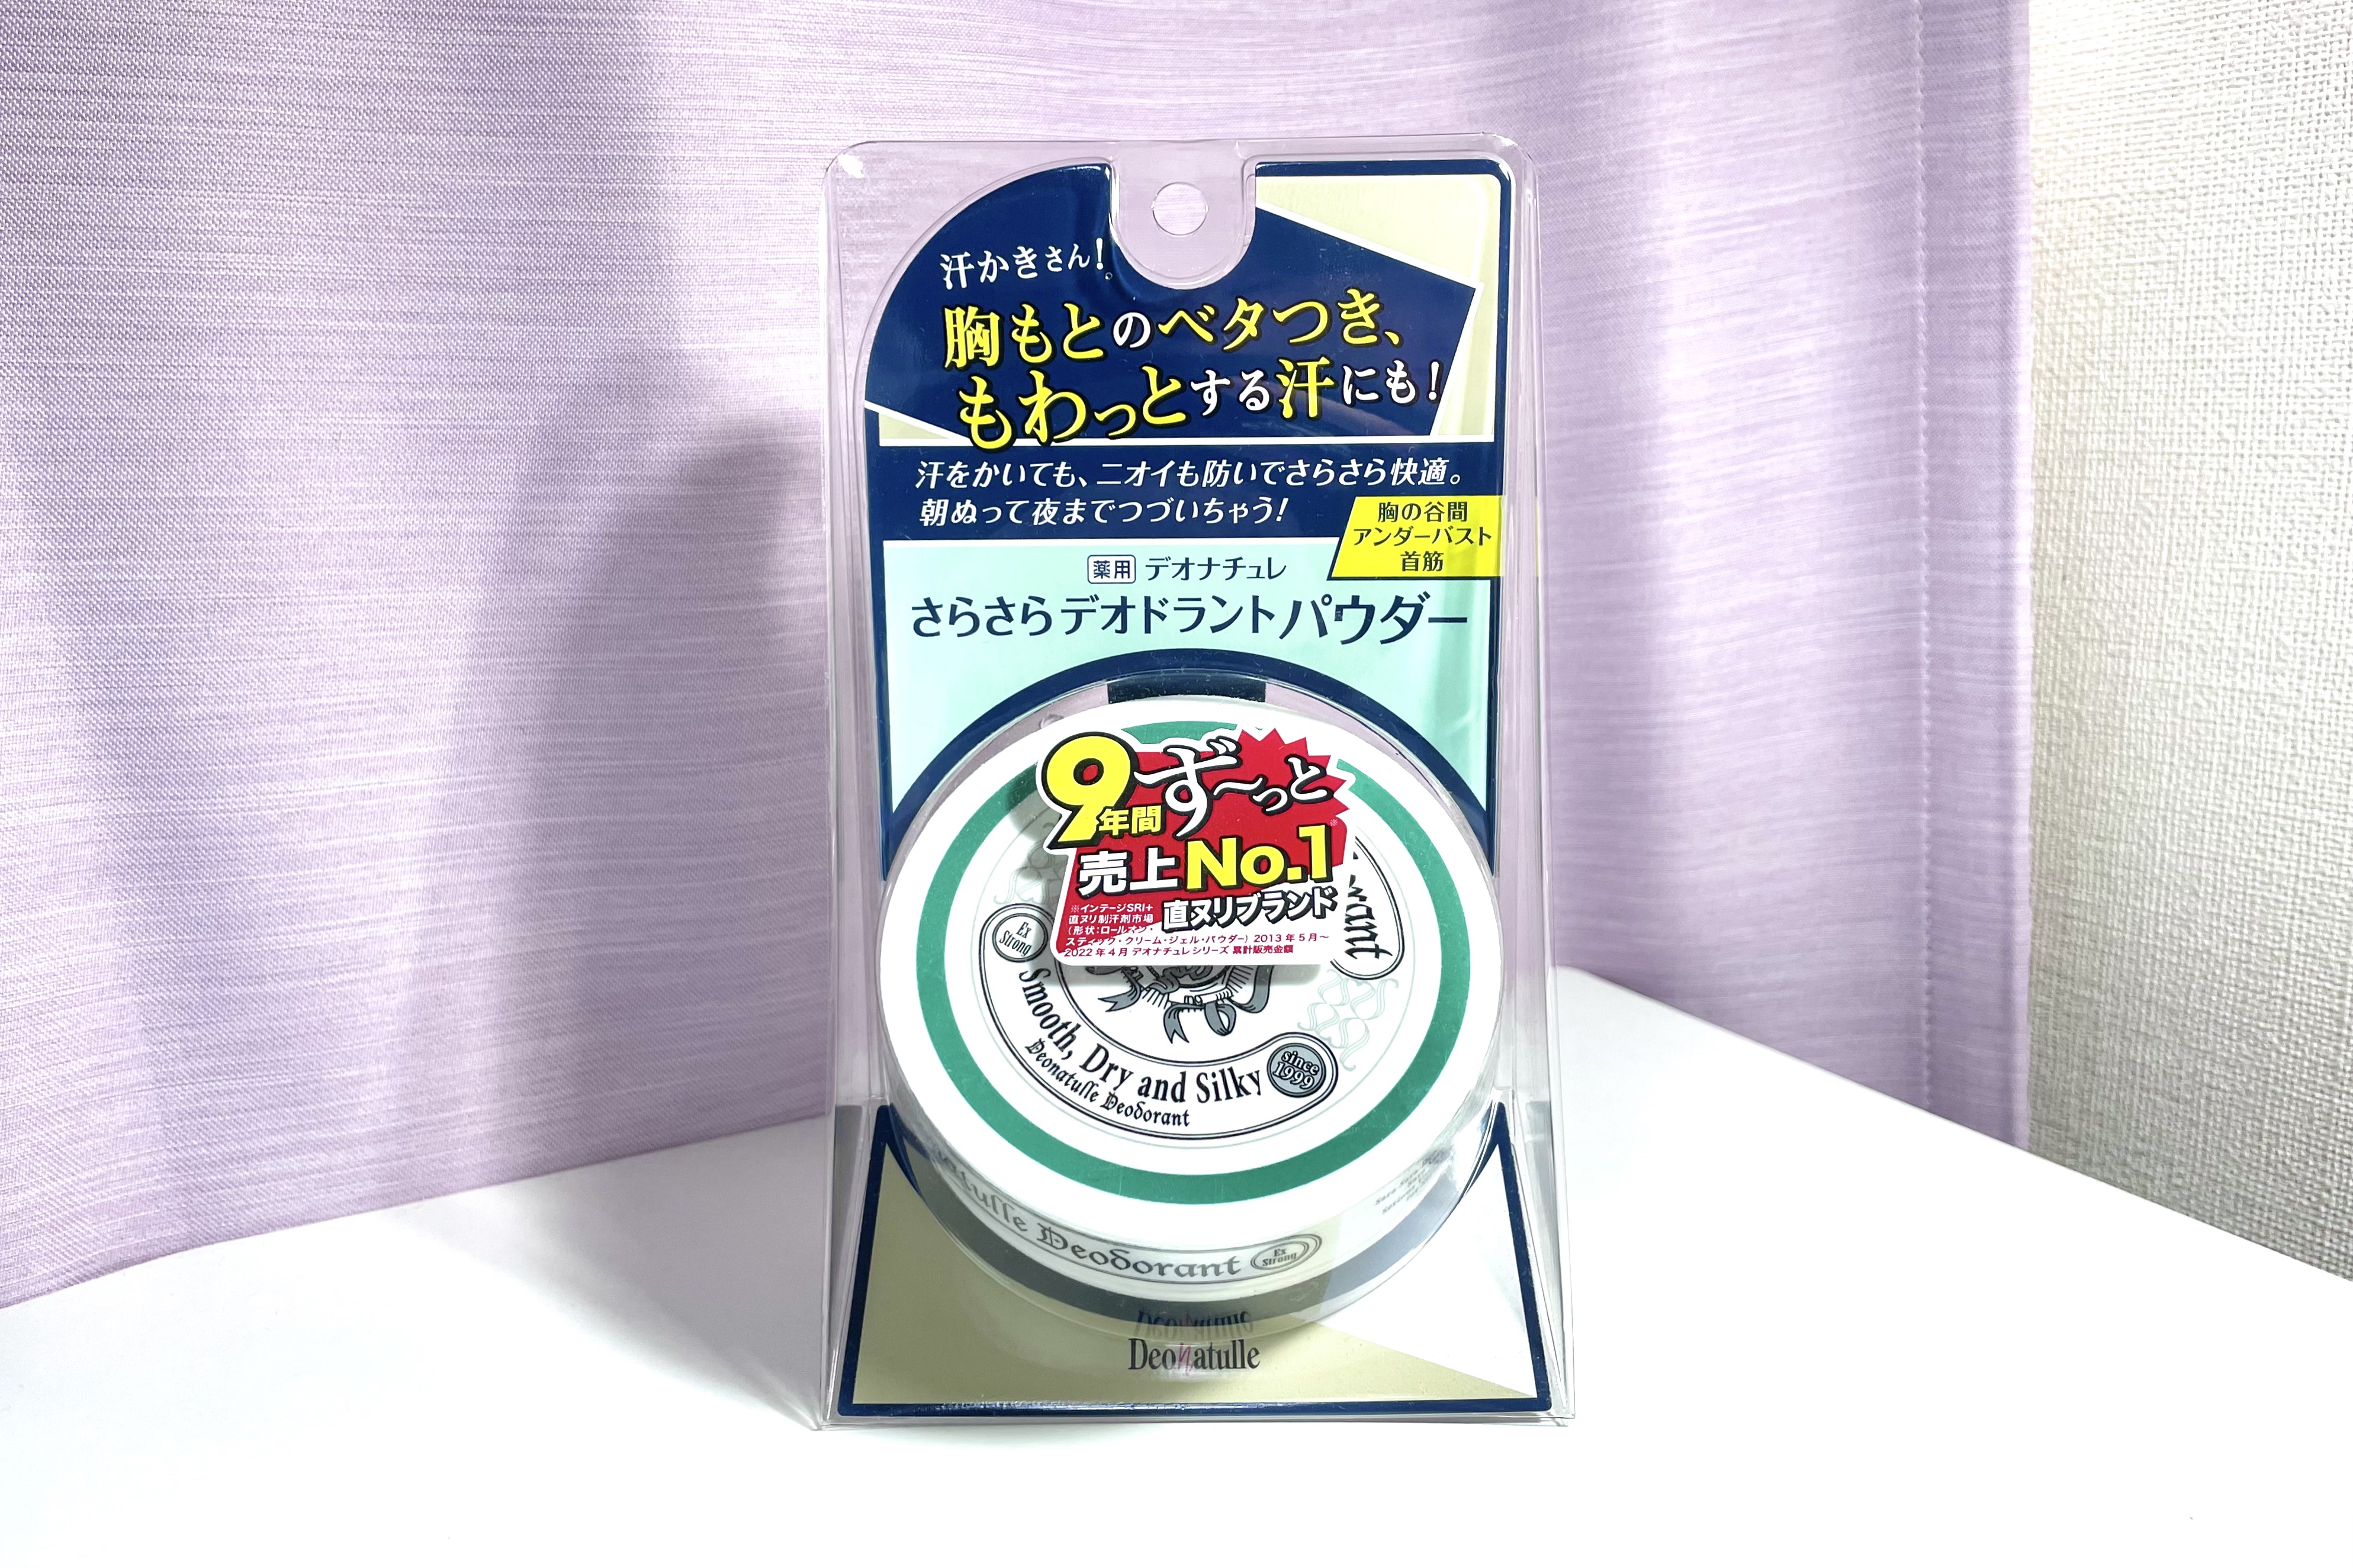 汗かきさん!
胸もとのベタつき、
もわっとする汗にも!
汗をかいても、ニオイも防いでさらさら快適。
朝ぬって夜までつづいちゃう!
胸の谷間
アンダーバスト
首筋
薬用 デオナチュレ
さらさらデオドラントパウダー
9年間ず〜っと
売上No.1※
直ヌリブランド
※インテージSRI+
直ヌリ制汗剤市場
(形状:ロールオン・
スティック・クリーム・ジェル・パウダー) 2013年5月〜
2022年4月 デオナチュレシリーズ 累計販売金額
Ex
Strong
Smooth, Dry and Silky
Deonatulle Deodorant
since
1999
Deodorant
Ex
Strong
Deonatulle